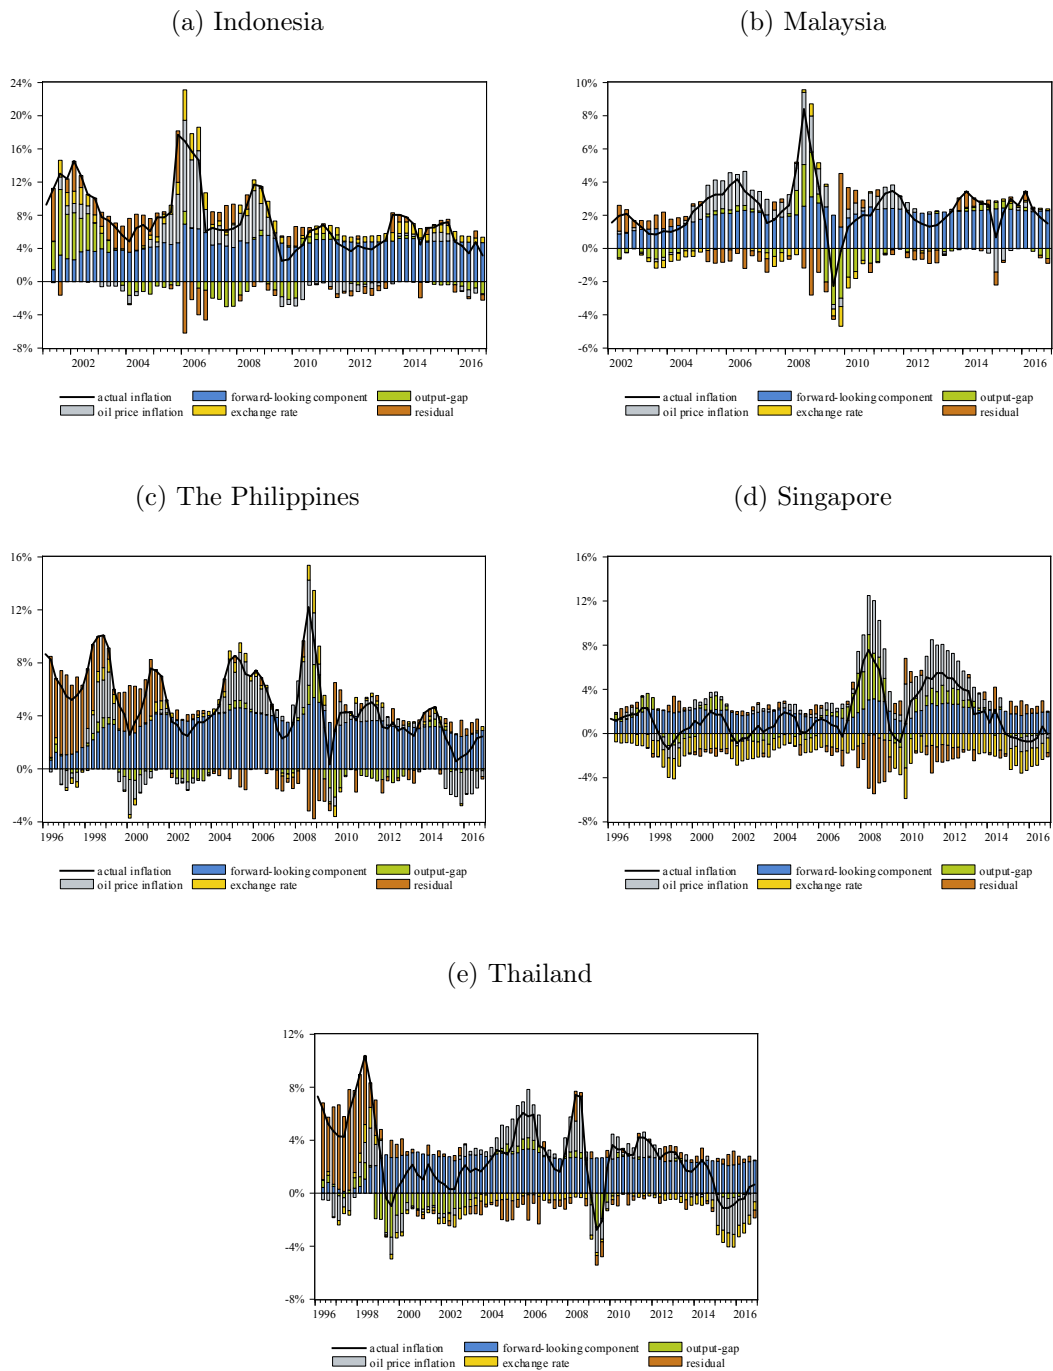 (a) Indonesia
(b) Malaysia
24%
20%
16%
12%
8%
4%
0%
-4%
-8%
2002 2004 2006 2008 2010 2012 2014 2016
10%
8%
6%
4%
2%
0%
-2%
-4%
-6%
2002 2004 2006 2008 2010 2012 2014 2016
actual inflation forward-looking component output-gap
oil price inflation exchange rate residual
actual inflation forward-looking component output-gap
oil price inflation exchange rate residual
(c) The Philippines
(d) Singapore
16%
12%
8%
4%
0%
-4%
1996 1998 2000 2002 2004 2006 2008 2010 2012 2014 2016
16%
12%
8%
4%
0%
-4%
-8%
1996 1998 2000 2002 2004 2006 2008 2010 2012 2014 2016
actual inflation forward-looking component output-gap
oil price inflation exchange rate residual
actual inflation forward-looking component output-gap
oil price inflation exchange rate residual
(e) Thailand
12%
8%
4%
0%
-4%
-8%
1996 1998 2000 2002 2004 2006 2008 2010 2012 2014 2016
actual inflation forward-looking component output-gap
oil price inflation exchange rate residual